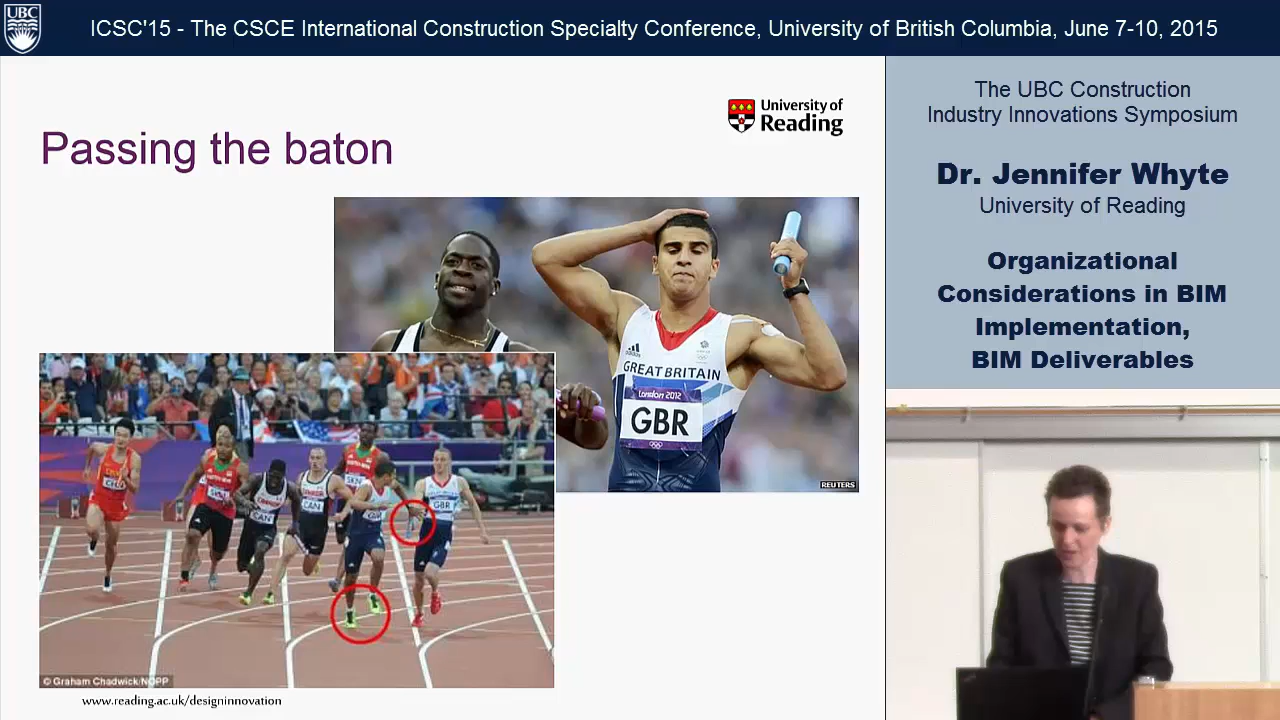 UBC
ICSC'15 - The CSCE International Construction Specialty Conference, University of British Columbia, June 7-10, 2015
University of
Reading
Passing the baton
GREAT BRITAIN
London 2012
GBR
REUTERS
CAN
CAN
GBR
© Graham Chadwick/NOPP
www.reading.ac.uk/designinnovation
The UBC Construction
Industry Innovations Symposium
Dr. Jennifer Whyte
University of Reading
Organizational
Considerations in BIM
Implementation,
BIM Deliverables